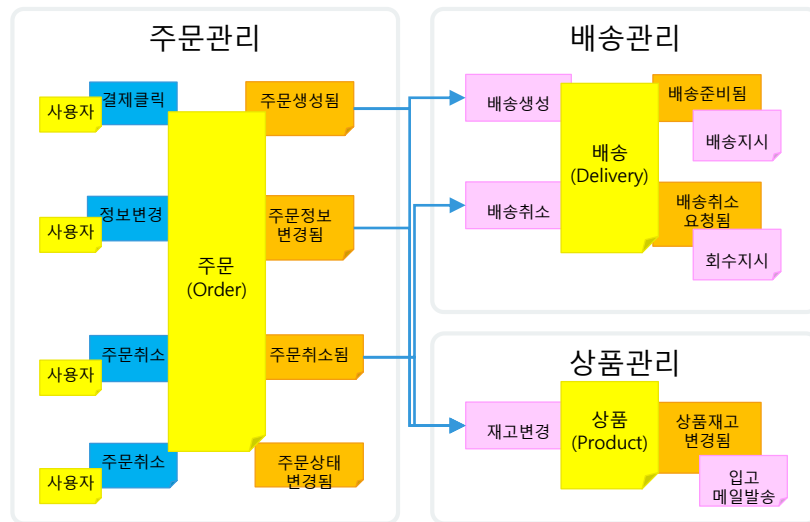 주문관리
사용자
결제클릭
주문생성됨
사용자
정보변경
주문정보
변경됨
주문
(Order)
사용자
주문취소
주문취소됨
사용자
주문취소
주문상태
변경됨
배송관리
배송생성
배송
(Delivery)
배송준비됨
배송지시
배송취소
배송취소
요청됨
회수지시
상품관리
재고변경
상품
(Product)
상품재고
변경됨
입고
메일발송